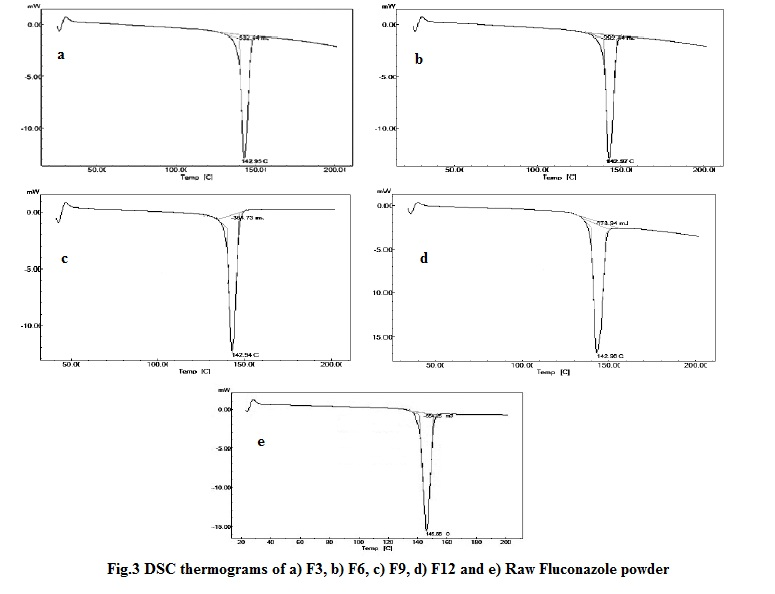 mW
0.00
a
-5.00
-10.00
142.95 C
50.00 100.00 150.00 200.00
Temp [C]
mW
0.00
b
-5.00
-10.00
50.00 100.00 150.00 200.00
Temp [C]
mW
0.00
c
-5.00
-10.00
142.54 C
50.00 100.00 150.00 200.00
Temp [C]
mW
0.00
d
-5.00
10.00
15.00
50.00 100.00 150.00 200.00
Temp [C]
mW
0.00
e
-5.00
-10.00
-15.00
20 40 60 80 100 120 140 160 180 200
Temp [C]
Fig.3 DSC thermograms of a) F3, b) F6, c) F9, d) F12 and e) Raw Fluconazole powder